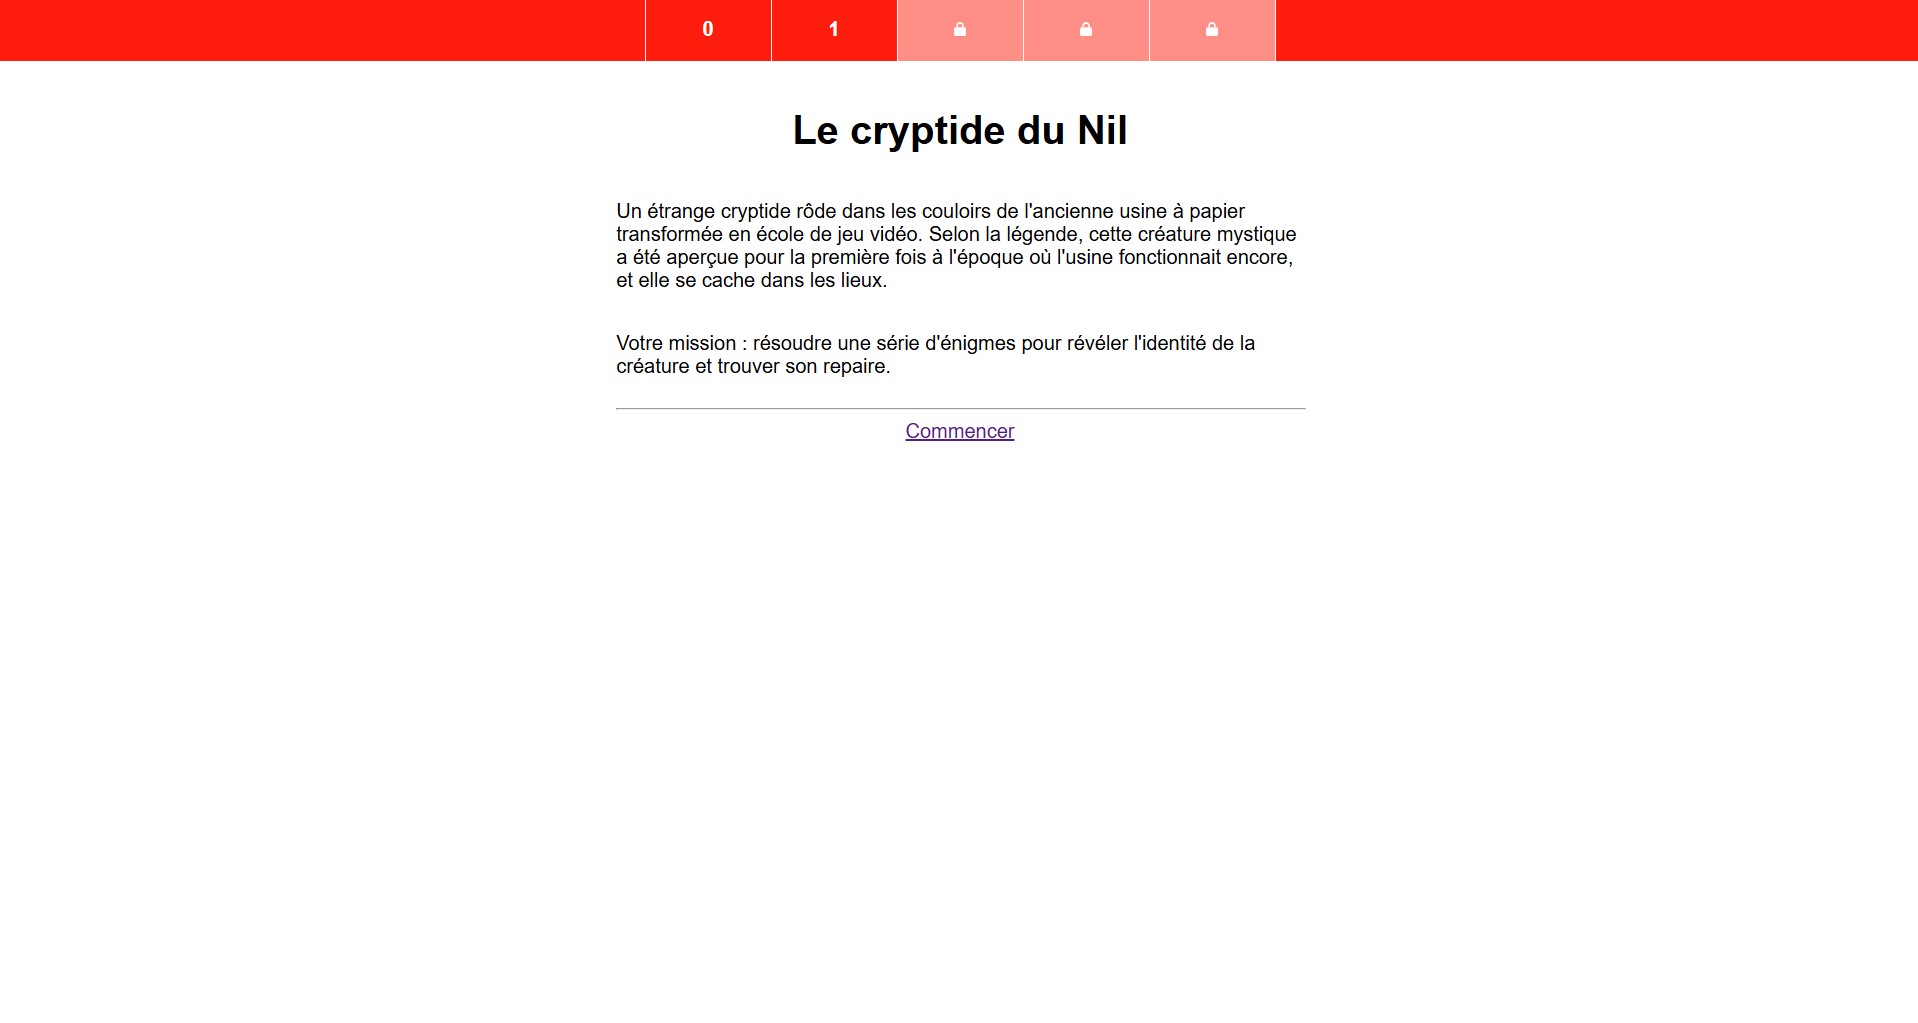 0 1
Le cryptide du Nil
Un étrange cryptide rôde dans les couloirs de l'ancienne usine à papier
transformée en école de jeu vidéo. Selon la légende, cette créature mystique
a été aperçue pour la première fois à l'époque où l'usine fonctionnait encore,
et elle se cache dans les lieux.
Votre mission : résoudre une série d'énigmes pour révéler l'identité de la
créature et trouver son repaire.
Commencer